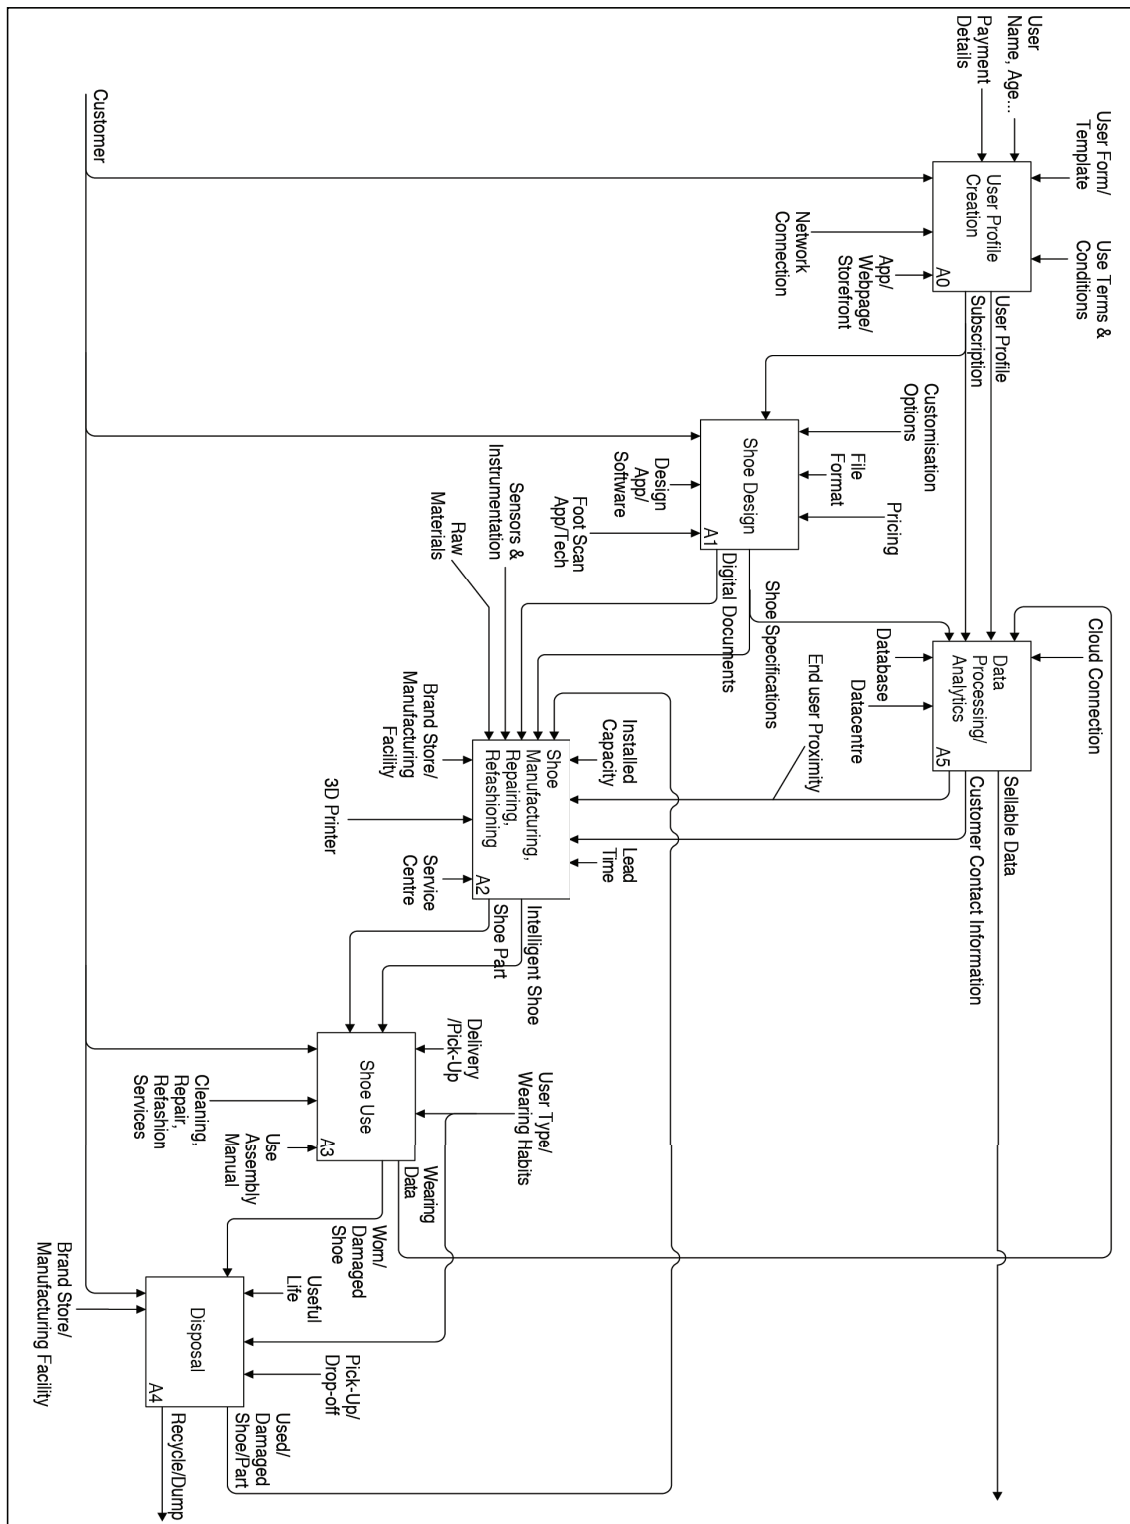 User
Name, Age...
Payment
Details
User Form/
Template
Use Terms &
Conditions
User Profile
Creation
A0
Network
Connection
App/
Webpage/
Storefront
User Profile
Subscription
Customer
Customisation
Options
File
Format
Pricing
Shoe Design
A1
Design
App/
Software
Foot Scan
App/Tech
Shoe Specifications
Digital Documents
Cloud Connection
Data
Processing/
Analytics
A5
Database
Datacentre
Sellable Data
Customer Contact Information
End user Proximity
Sensors &
Instrumentation
Raw
Materials
Installed
Capacity
Lead
Time
Shoe
Manufacturing,
Repairing,
Refashioning
A2
Brand Store/
Manufacturing
Facility
3D Printer
Service
Centre
Intelligent Shoe
Shoe Part
Delivery
/Pick-Up
User Type/
Wearing Habits
Shoe Use
A3
Cleaning,
Repair,
Refashion
Services
Use
Assembly
Manual
Wearing
Data
Worn/
Damaged
Shoe
Useful
Life
Pick-Up/
Drop-off
Disposal
A4
Brand Store/
Manufacturing Facility
Used/
Damaged
Shoe/Part
Recycle/Dump